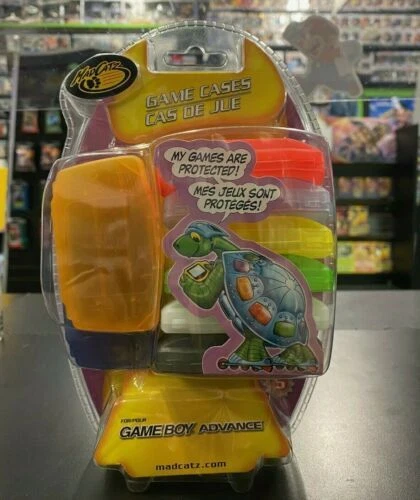 MAD CATZ
GAME CASES
CAS DE JUE
MY GAMES ARE
PROTECTED!
MES JEUX SONT
PROTÉGÉS!
FOR/POUR
GAME BOY ADVANCE
madcatz.com